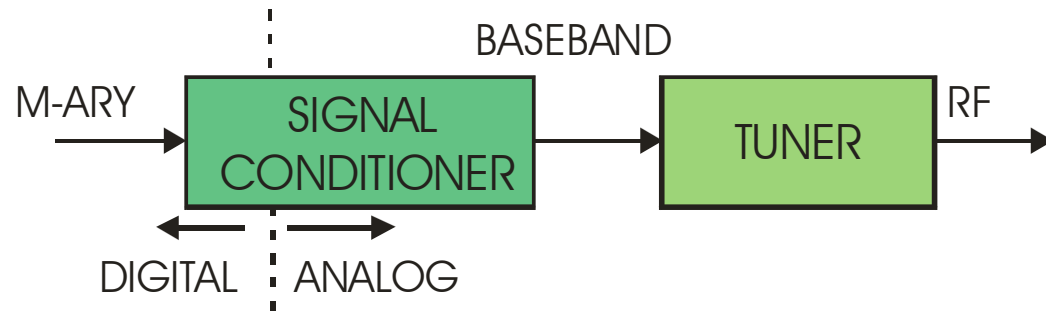 BASEBAND
M-ARY
SIGNAL
CONDITIONER
TUNER
RF
DIGITAL
ANALOG